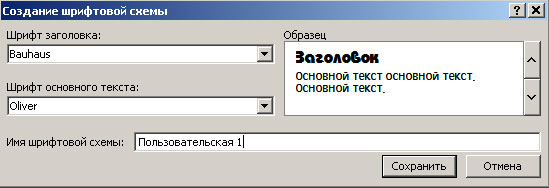 Создание шрифтовой схемы
Шрифт заголовка:
Bauhaus
Шрифт основного текста:
Oliver
Образец
Заголовок
Основной текст основной текст.
Основной текст.
Имя шрифтовой схемы: Пользовательская 1
Сохранить Отмена